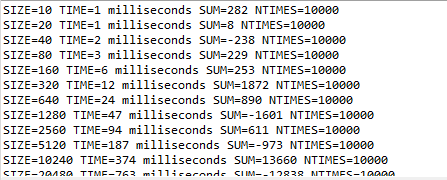 SIZE=10 TIME=1 milliseconds SUM=282 NTIMES=10000
SIZE=20 TIME=1 milliseconds SUM=8 NTIMES=10000
SIZE=40 TIME=2 milliseconds SUM=-238 NTIMES=10000
SIZE=80 TIME=3 milliseconds SUM=229 NTIMES=10000
SIZE=160 TIME=6 milliseconds SUM=253 NTIMES=10000
SIZE=320 TIME=12 milliseconds SUM=1872 NTIMES=10000
SIZE=640 TIME=24 milliseconds SUM=890 NTIMES=10000
SIZE=1280 TIME=47 milliseconds SUM=-1601 NTIMES=10000
SIZE=2560 TIME=94 milliseconds SUM=611 NTIMES=10000
SIZE=5120 TIME=187 milliseconds SUM=-973 NTIMES=10000
SIZE=10240 TIME=374 milliseconds SUM=13660 NTIMES=10000
SIZE=20480 TIME=763 milliseconds SUM=-12838 NTIMES=10000